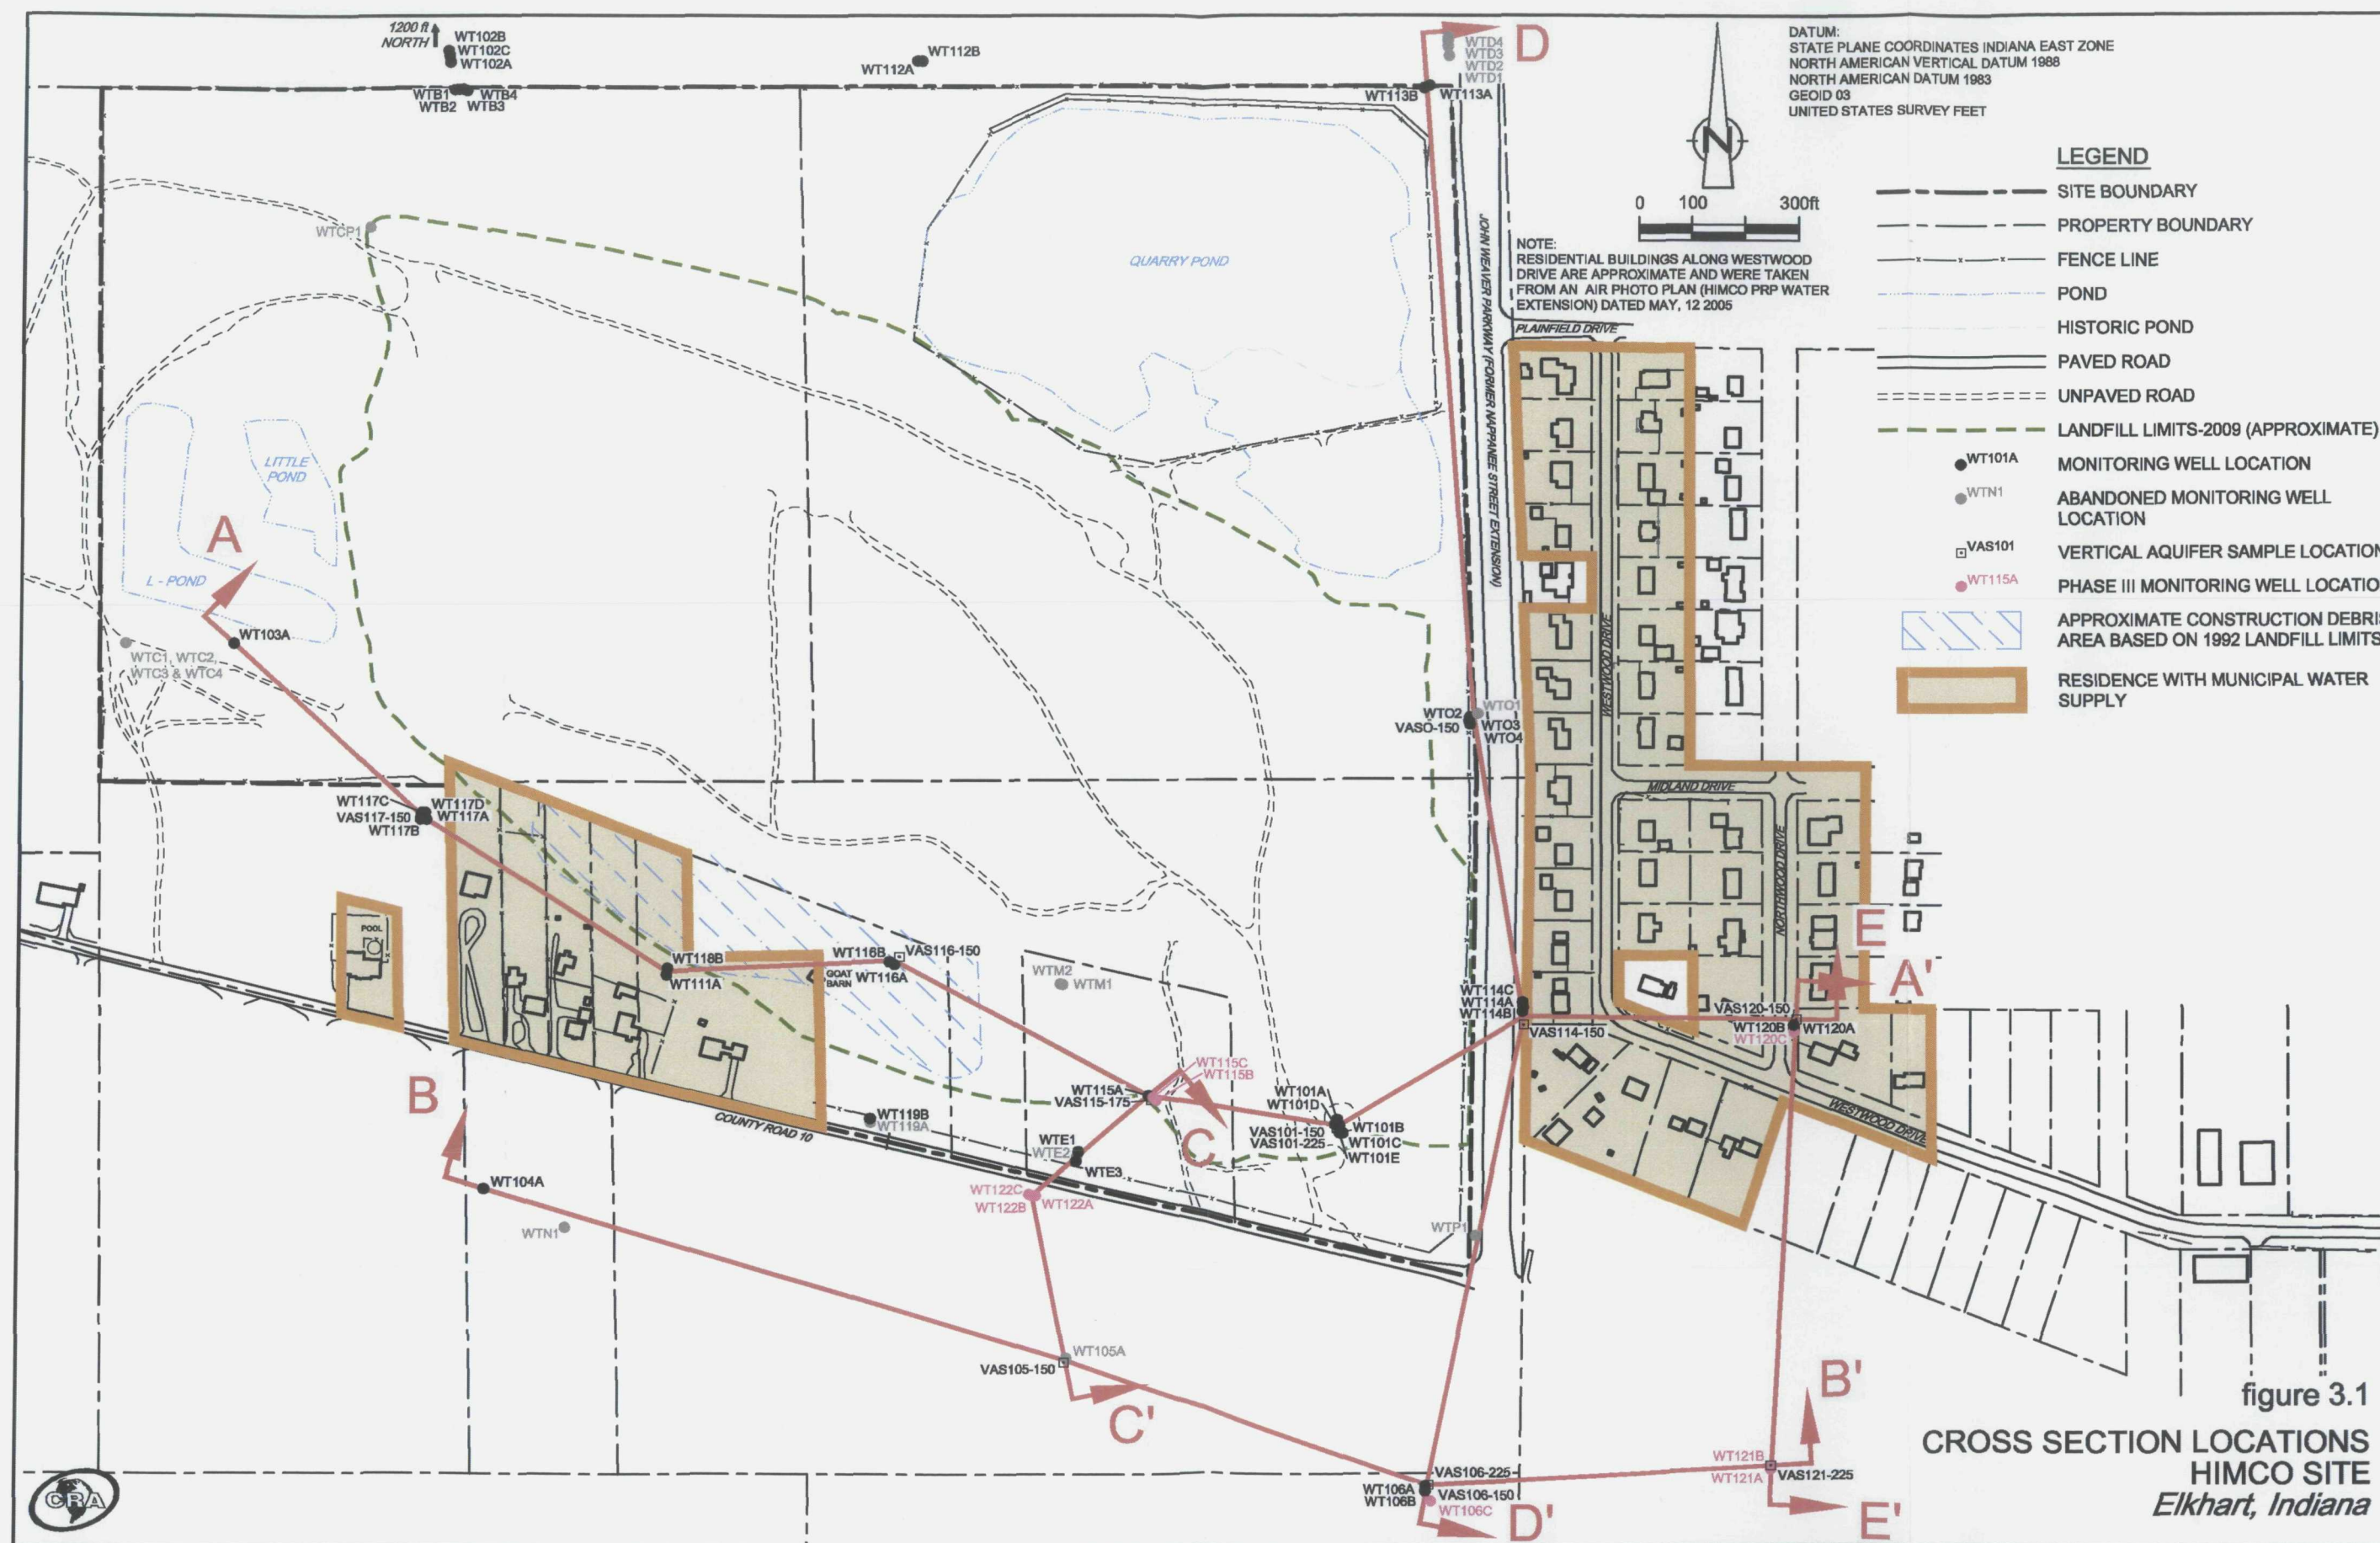 1200 ft
NORTH
WT102B
WT102C
WT102A
WTB1
WTB2
WTB4
WTB3
WT112B
WT112A
WTD4
WTD3
WTD2
WTD1
D
WT113B
WT113A
DATUM:
STATE PLANE COORDINATES INDIANA EAST ZONE
NORTH AMERICAN VERTICAL DATUM 1988
NORTH AMERICAN DATUM 1983
GEOID 03
UNITED STATES SURVEY FEET
N
0 100 300ft
NOTE:
RESIDENTIAL BUILDINGS ALONG WESTWOOD
DRIVE ARE APPROXIMATE AND WERE TAKEN
FROM AN AIR PHOTO PLAN (HIMCO PRP WATER
EXTENSION) DATED MAY, 12 2005
LEGEND
SITE BOUNDARY
PROPERTY BOUNDARY
FENCE LINE
POND
HISTORIC POND
PAVED ROAD
UNPAVED ROAD
LANDFILL LIMITS-2009 (APPROXIMATE)
WT101A MONITORING WELL LOCATION
WTN1 ABANDONED MONITORING WELL
LOCATION
VAS101 VERTICAL AQUIFER SAMPLE LOCATION
WT115A PHASE III MONITORING WELL LOCATIO
APPROXIMATE CONSTRUCTION DEBRI
AREA BASED ON 1992 LANDFILL LIMITS
RESIDENCE WITH MUNICIPAL WATER
SUPPLY
WTCP1
QUARRY POND
JOHN WEAVER PARKWAY (FORMER NAPPANEE STREET EXTENSION)
PLAINFIELD DRIVE
WESTWOOD DRIVE
LITTLE
POND
L - POND
A
WT103A
WTC1, WTC2,
WTC3 & WTC4
WTO1
WTO2
VASO-150
WTO3
WTO4
MIDLAND DRIVE
NORTHWOOD DRIVE
WT117C
VAS117-150
WT117B
WT117D
WT117A
POOL
WT118B
WT111A
GOAT
BARN
WT116B
WT116A
VAS116-150
WTM2
WTM1
WT114C
WT114A
WT114B
VAS114-150
E
A'
VAS120-150
WT120B
WT120A
WT120C
WESTWOOD DRIVE
B
WT104A
WTN1
COUNTY ROAD 10
WT119B
WT119A
WT115C
WT115B
WT115A
VAS115-175
C
WT101A
WT101D
VAS101-150
VAS101-225
WT101B
WT101C
WT101E
WTE1
WTE2
WTE3
WT122C
WT122B
WT122A
WTP1
WT105A
VAS105-150
C'
B'
WT121B
WT121A
VAS121-225
VAS106-225
WT106A
VAS106-150
WT106B
WT106C
D'
E'
figure 3.1
CROSS SECTION LOCATIONS
HIMCO SITE
Elkhart, Indiana
CRA